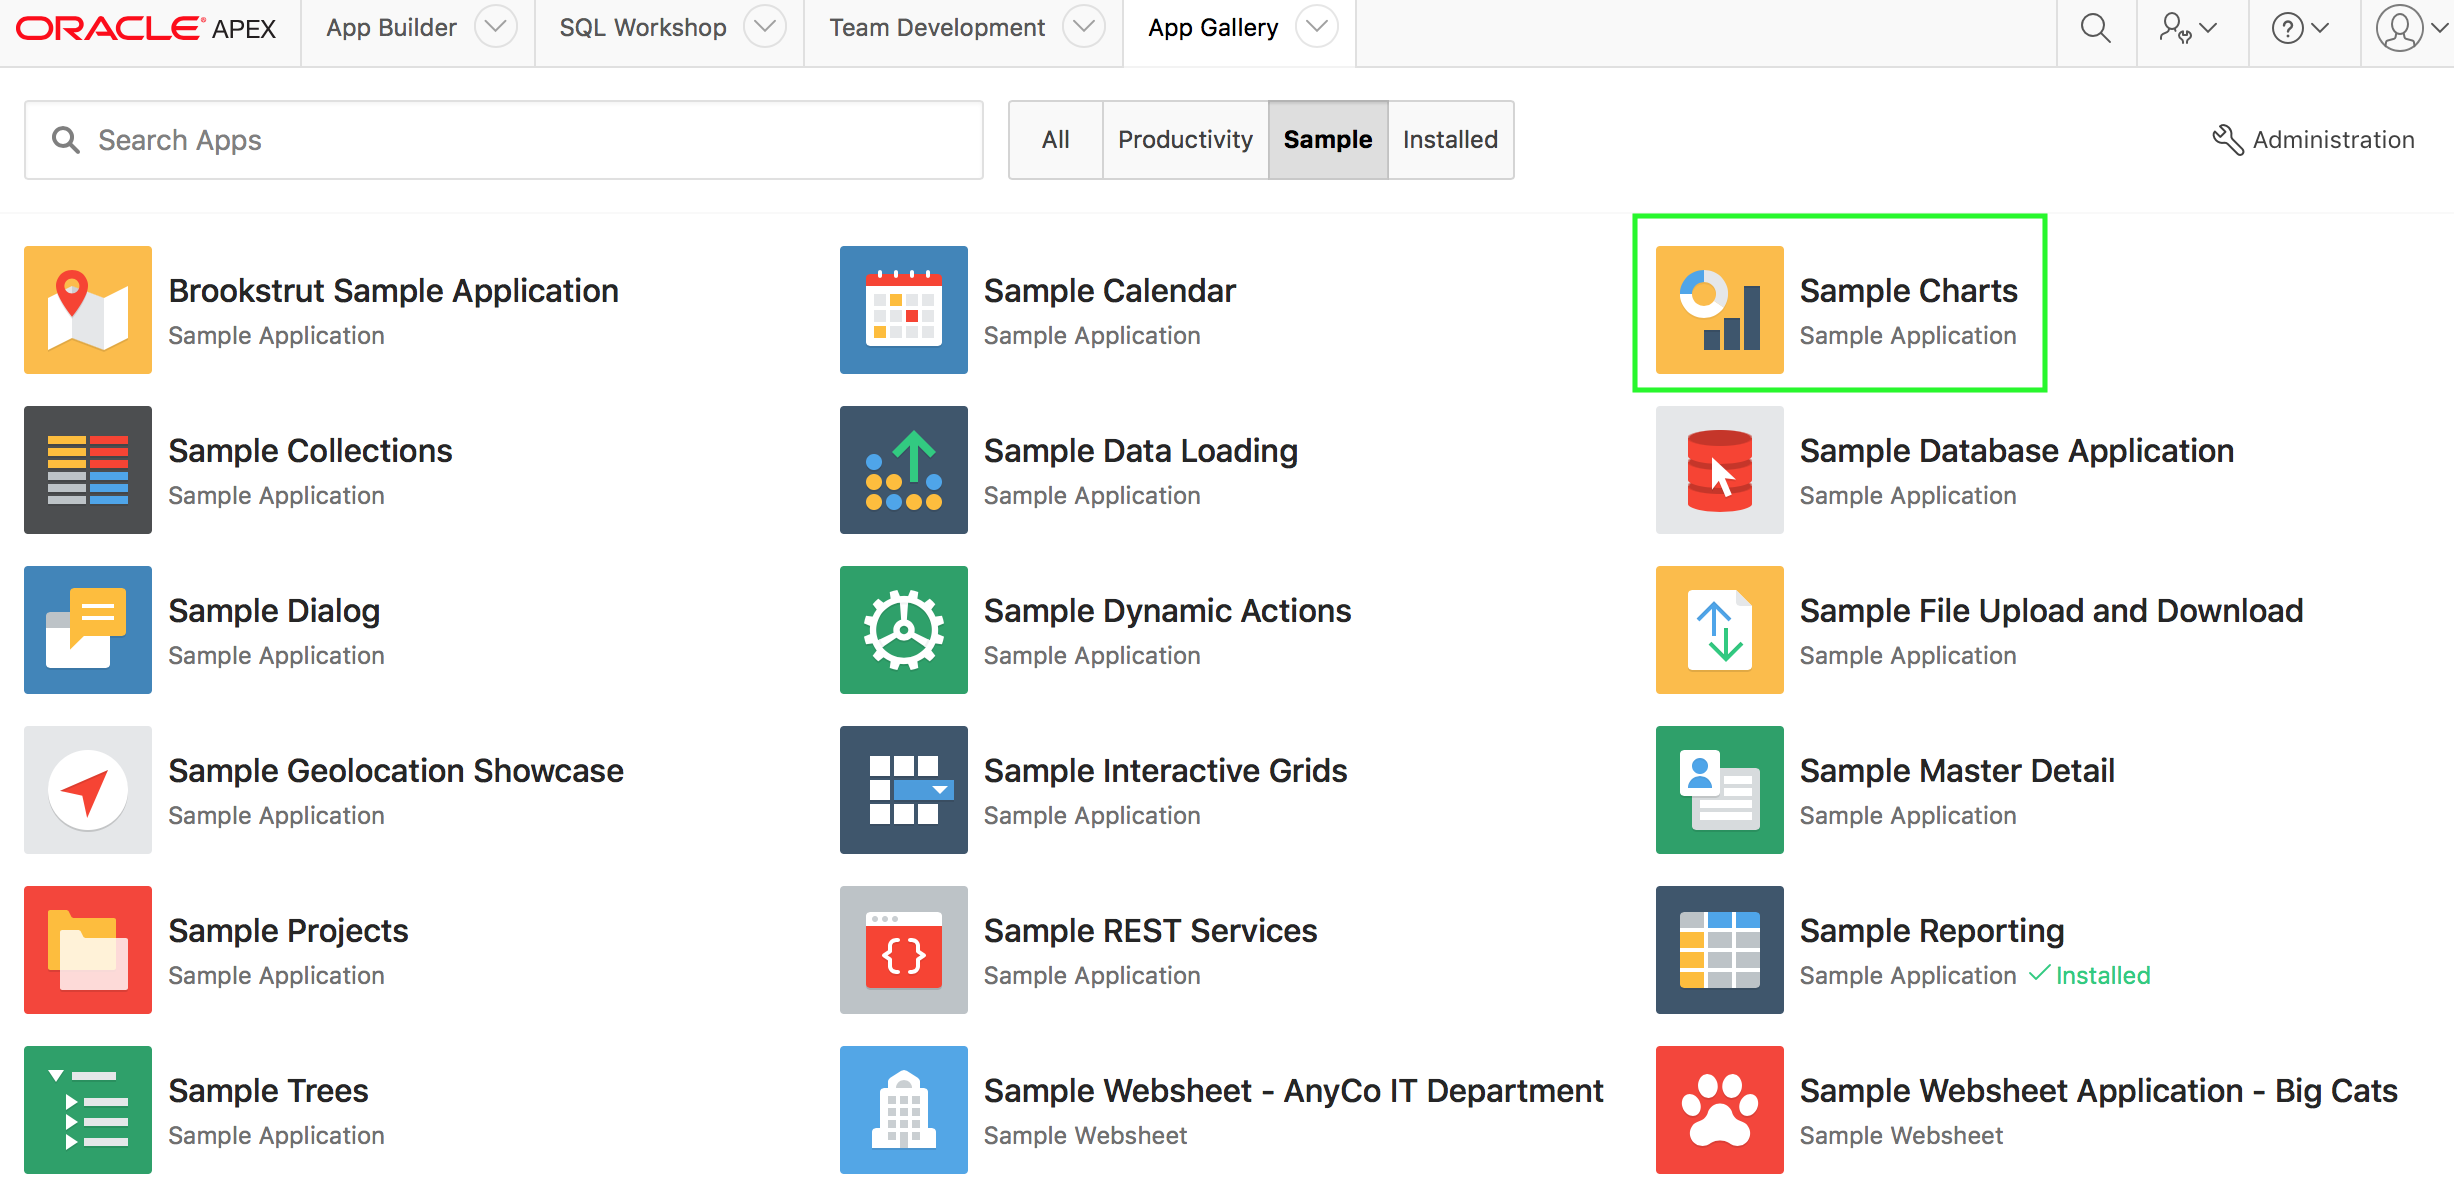 ORACLE® APEX
App Builder
SQL Workshop
Team Development
App Gallery
Search Apps
All
Productivity
Sample
Installed
Administration
Brookstrut Sample Application
Sample Application
Sample Calendar
Sample Application
Sample Charts
Sample Application
Sample Collections
Sample Application
Sample Data Loading
Sample Application
Sample Database Application
Sample Application
Sample Dialog
Sample Application
Sample Dynamic Actions
Sample Application
Sample File Upload and Download
Sample Application
Sample Geolocation Showcase
Sample Application
Sample Interactive Grids
Sample Application
Sample Master Detail
Sample Application
Sample Projects
Sample Application
Sample REST Services
Sample Application
Sample Reporting
Sample Application ✓ Installed
Sample Trees
Sample Application
Sample Websheet - AnyCo IT Department
Sample Websheet
Sample Websheet Application - Big Cats
Sample Websheet